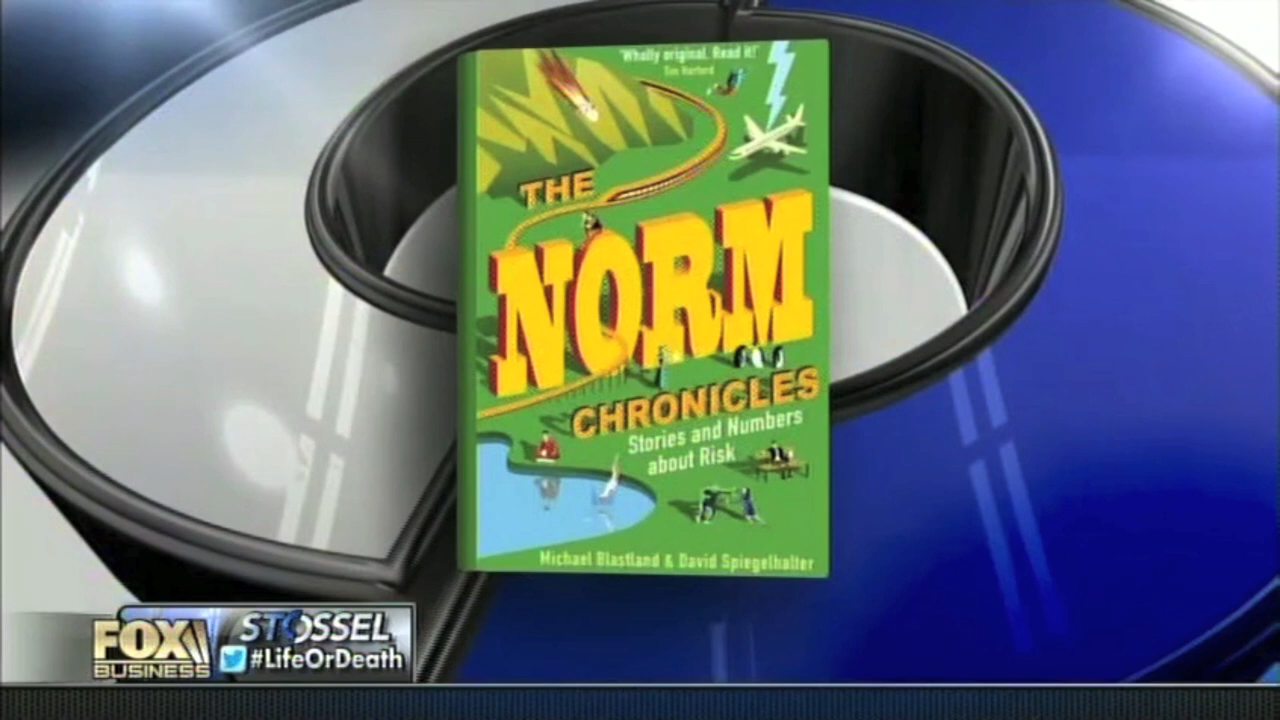 'Wholly original. Read it!'
Tim Harford
THE
NORM
CHRONICLES
Stories and Numbers
about Risk
Michael Blastland & David Spiegelhalter
FOX
BUSINESS
STOSSEL
#LifeOrDeath